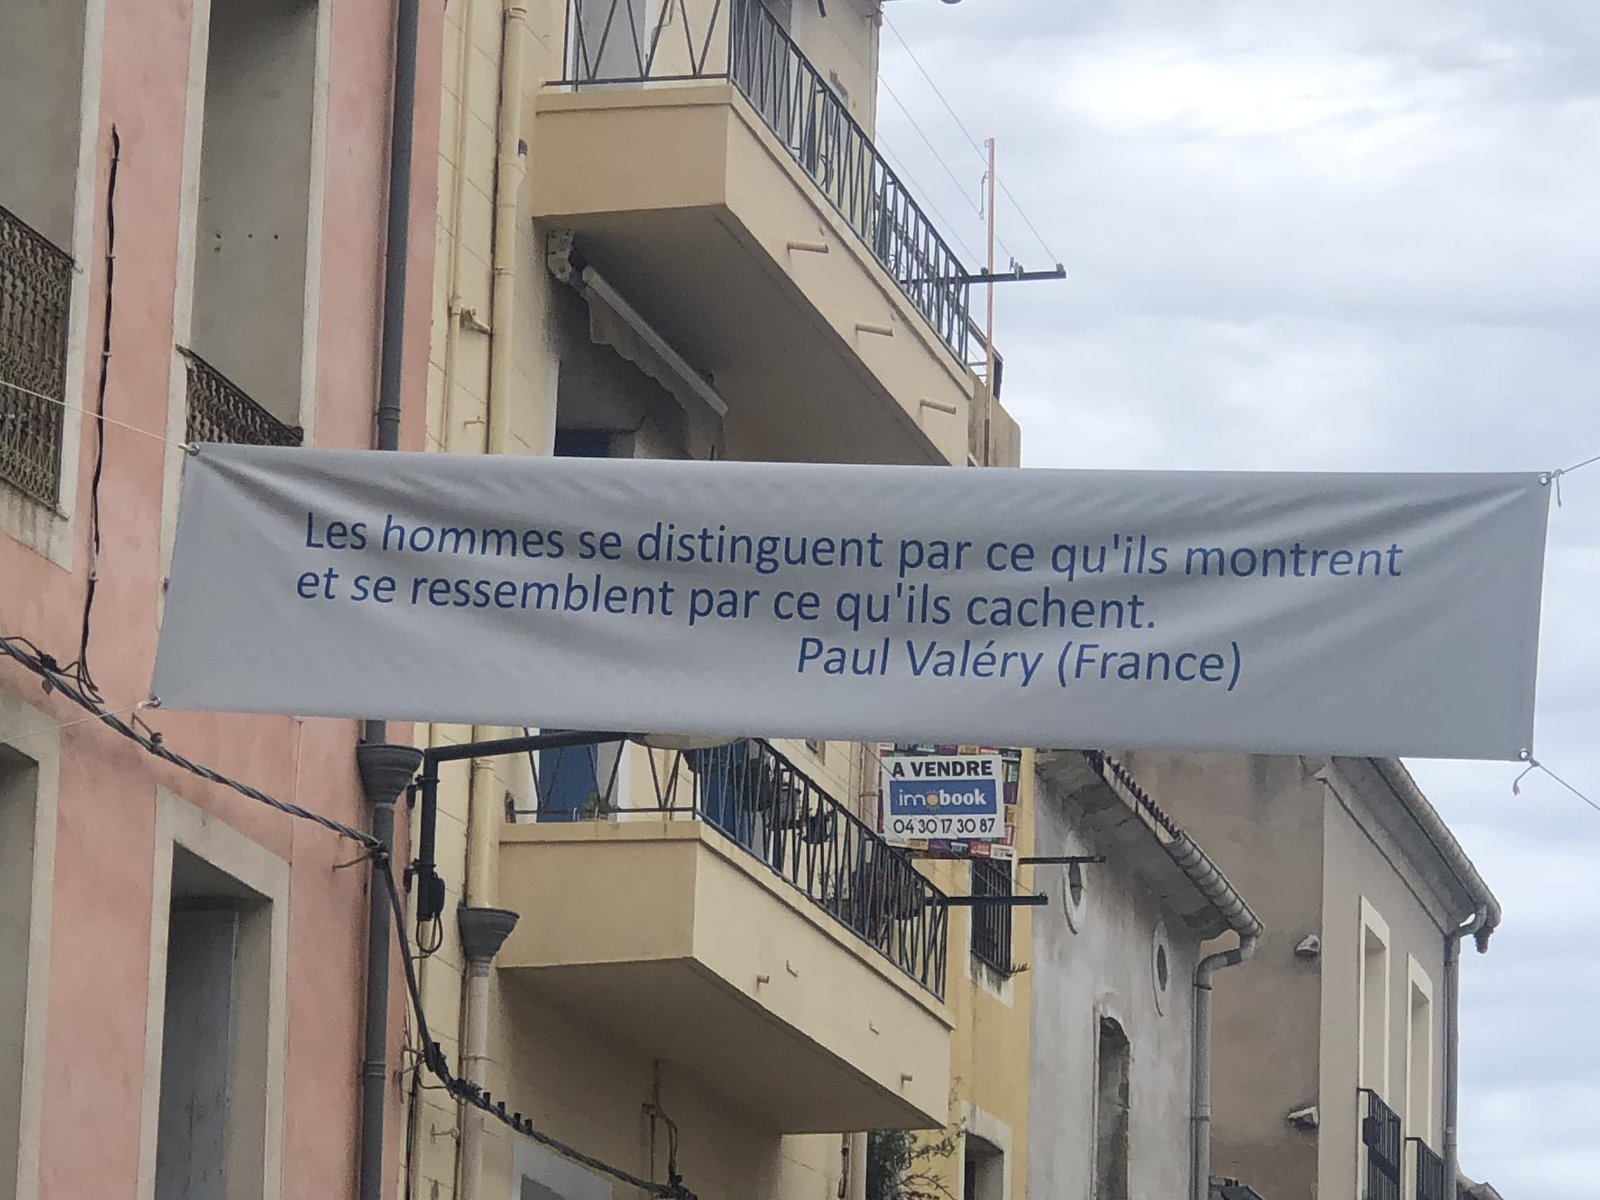 Les hommes se distinguent par ce qu'ils montrent
et se ressemblent par ce qu'ils cachent.
Paul Valéry (France)
A VENDRE
imobook
04 30 17 30 87